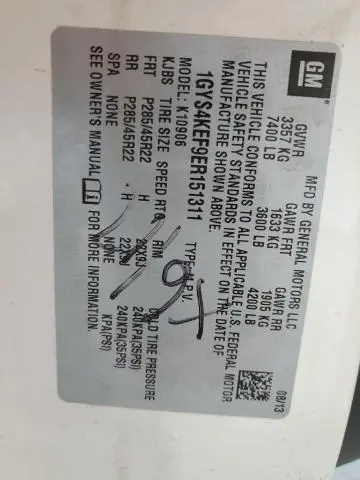 GM
MFD BY GENERAL MOTORS LLC
08/13
GVWR GAWR FRT GAWR RR
3357 KG 1633 KG 1905 KG
7400 LB 3600 LB 4200 LB
THIS VEHICLE CONFORMS TO ALL APPLICABLE U.S. FEDERAL MOTOR
VEHICLE SAFETY STANDARDS IN EFFECT ON THE DATE OF
MANUFACTURE SHOWN ABOVE.
1GYS4KEF9ER151311 TYPE: M.P.V.
MODEL: K10906
KJBS TIRE SIZE SPEED RTG RIM COLD TIRE PRESSURE
FRT P285/45R22 H 22X9J 240KPA(35PSI)
RR P285/45R22 H 22X9J 240KPA(35PSI)
SPA NONE NONE KPA(PSI)
SEE OWNER'S MANUAL i FOR MORE INFORMATION